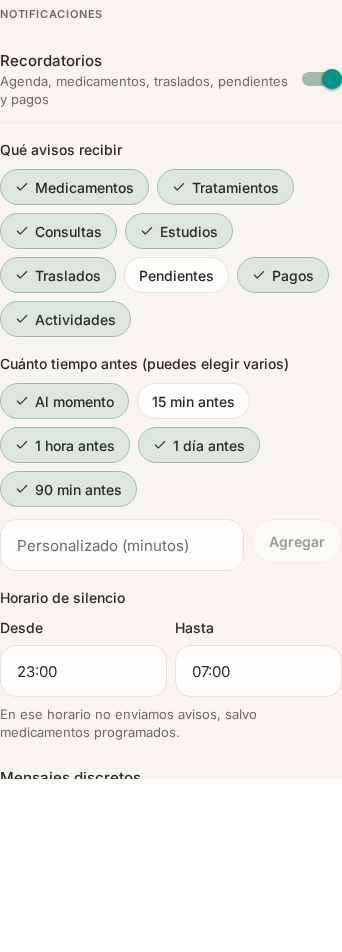 NOTIFICACIONES
Recordatorios
Agenda, medicamentos, traslados, pendientes
y pagos
Qué avisos recibir
Medicamentos Tratamientos
Consultas Estudios
Traslados Pendientes Pagos
Actividades
Cuánto tiempo antes (puedes elegir varios)
Al momento 15 min antes
1 hora antes 1 día antes
90 min antes
Personalizado (minutos) Agregar
Horario de silencio
Desde Hasta
23:00 07:00
En ese horario no enviamos avisos, salvo
medicamentos programados.
Mensajes discretos